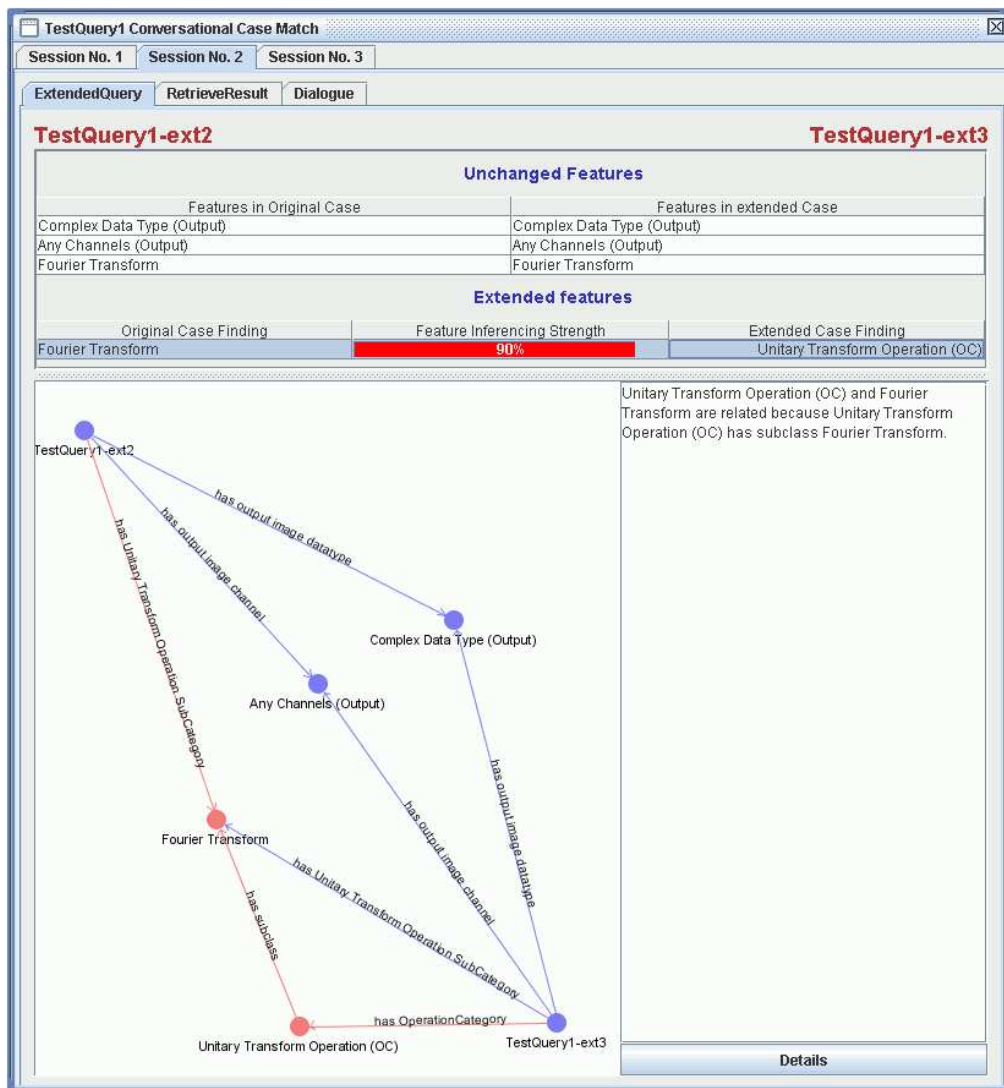 TestQuery1 Conversational Case Match
Session No. 1 Session No. 2 Session No. 3
ExtendedQuery RetrieveResult Dialogue
TestQuery1-ext2 TestQuery1-ext3
Unchanged Features
Features in Original Case Features in extended Case
Complex Data Type (Output) Complex Data Type (Output)
Any Channels (Output) Any Channels (Output)
Fourier Transform Fourier Transform
Extended features
Original Case Finding Feature Inferencing Strength Extended Case Finding
Fourier Transform 90% Unitary Transform Operation (OC)
Unitary Transform Operation (OC) and Fourier
Transform are related because Unitary Transform
Operation (OC) has subclass Fourier Transform.
TestQuery1-ext2
has output image datatype
has output image channel
has Unitary Transform Operation SubCategory
Complex Data Type (Output)
Any Channels (Output)
has output image datatype
has output image channel
Fourier Transform
has Unitary Transform Operation SubCategory
has subclass
has OperationCategory
Unitary Transform Operation (OC)
TestQuery1-ext3
Details